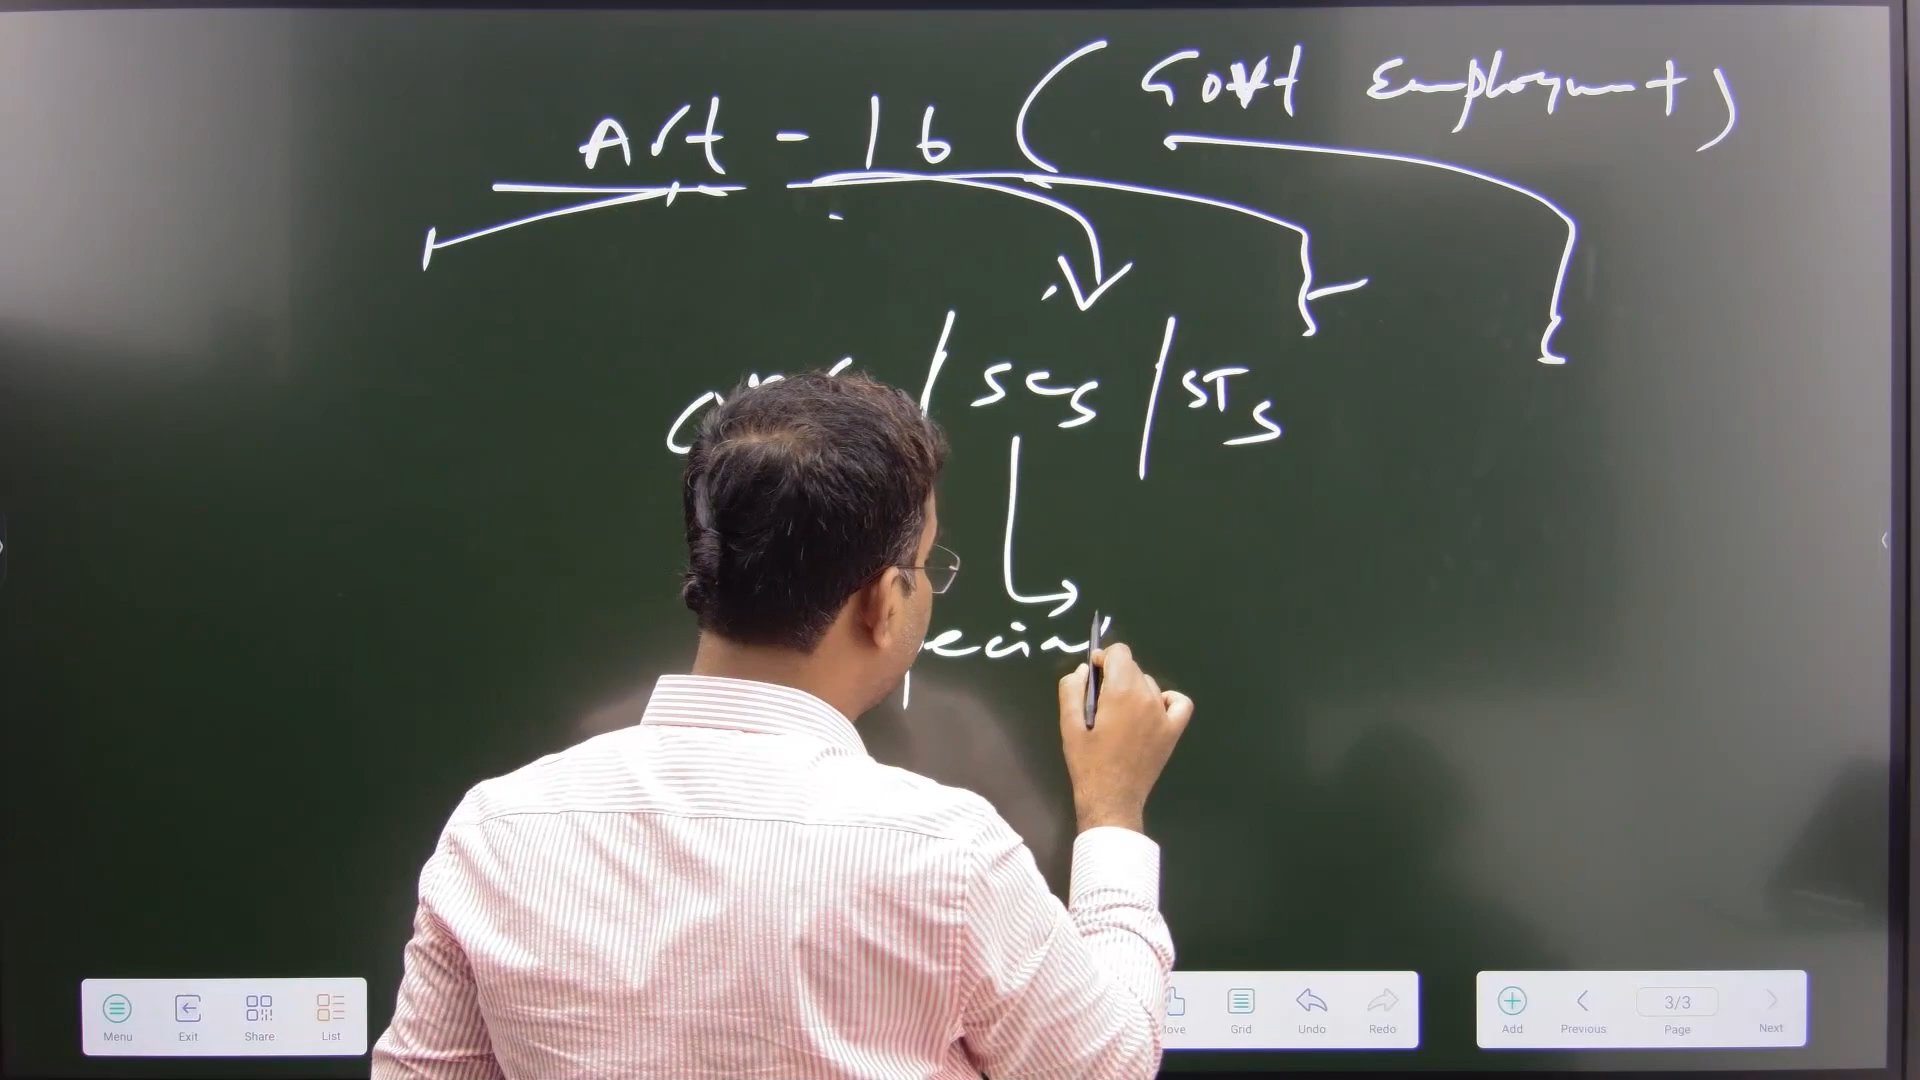 Art - 16 (Govt Employment)
/ SCs / STs
ecial
Menu Exit Share List Grid Undo Redo Add Previous 3/3 Page Next